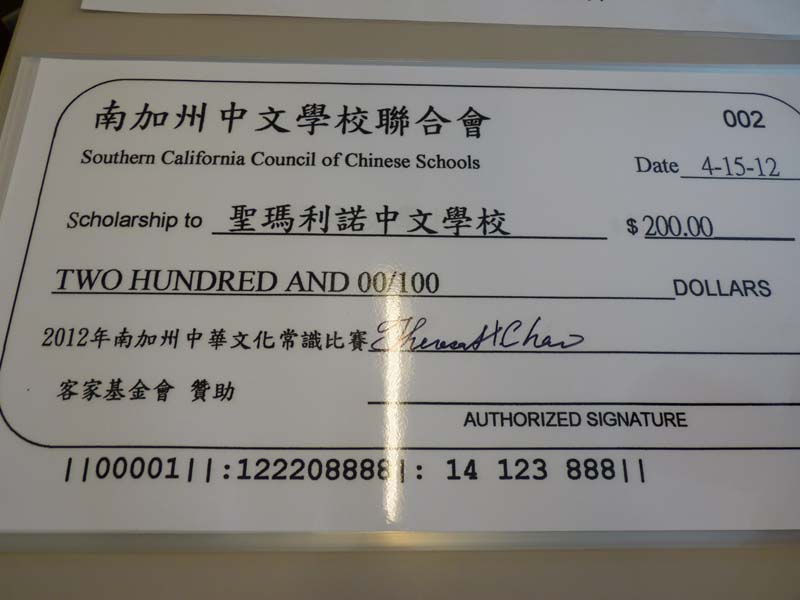 南加州中文學校聯合會
002
Southern California Council of Chinese Schools
Date 4-15-12
Scholarship to 聖瑪利諾中文學校 $ 200.00
TWO HUNDRED AND 00/100 DOLLARS
2012年南加州中華文化常識比賽 Theresa H Chao
客家基金會 贊助
AUTHORIZED SIGNATURE
||00001||:122208888|: 14 123 888||